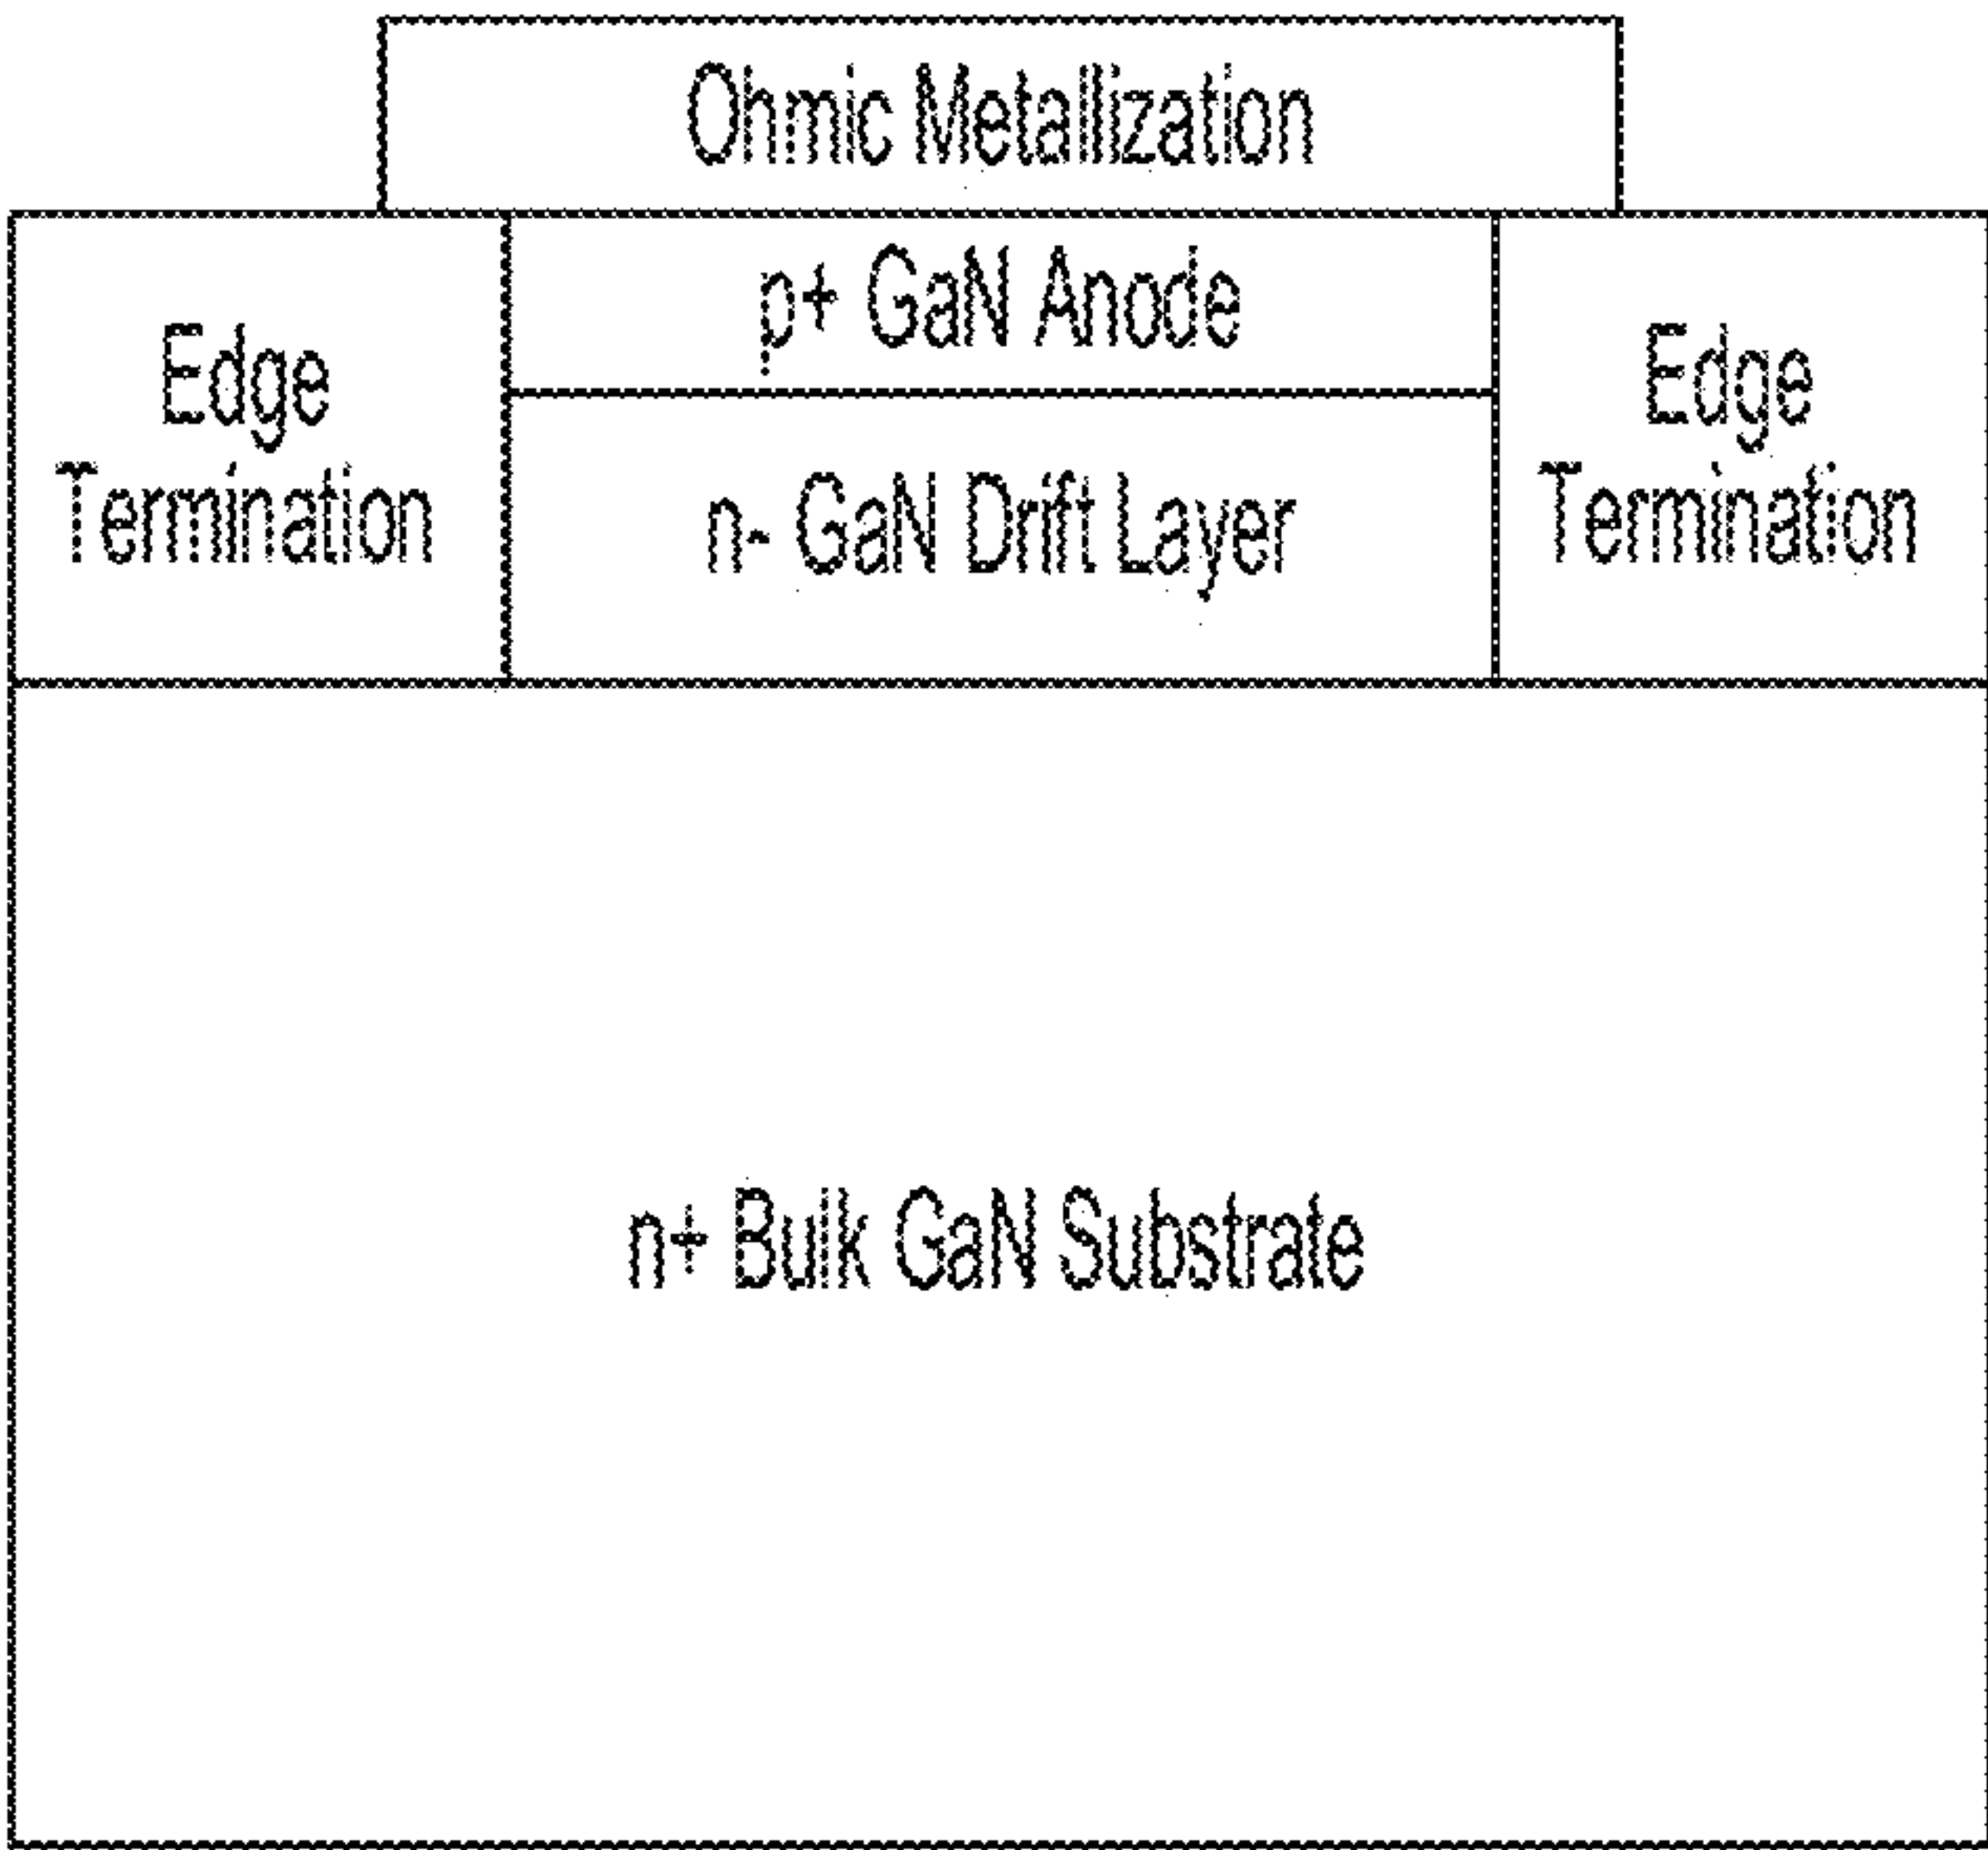 Ohmic Metallization
p+ GaN Anode
Edge
Termination
n- GaN Drift Layer
Edge
Termination
n+ Bulk GaN Substrate